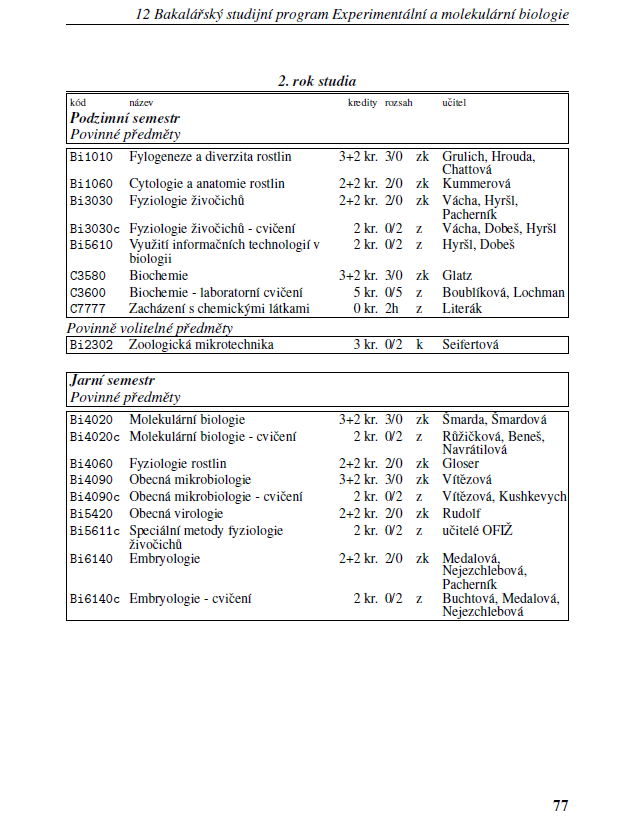 12 Bakalářský studijní program Experimentální a molekulární biologie
2. rok studia
kód název kredity rozsah učitel
Podzimní semestr
Povinné předměty
Bi1010 Fylogeneze a diverzita rostlin 3+2 kr. 3/0 zk Grulich, Hrouda,
Chattová
Bi1060 Cytologie a anatomie rostlin 2+2 kr. 2/0 zk Kummerová
Bi3030 Fyziologie živočichů 2+2 kr. 2/0 zk Vácha, Hyršl,
Pacherník
Bi3030c Fyziologie živočichů - cvičení 2 kr. 0/2 z Vácha, Dobeš, Hyršl
Bi5610 Využití informačních technologií v 2 kr. 0/2 z Hyršl, Dobeš
biologii
C3580 Biochemie 3+2 kr. 3/0 zk Glatz
C3600 Biochemie - laboratorní cvičení 5 kr. 0/5 z Boublíková, Lochman
C7777 Zacházení s chemickými látkami 0 kr. 2h z Literák
Povinně volitelné předměty
Bi2302 Zoologická mikrotechnika 3 kr. 0/2 k Seifertová
Jarní semestr
Povinné předměty
Bi4020 Molekulární biologie 3+2 kr. 3/0 zk Šmarda, Šmardová
Bi4020c Molekulární biologie - cvičení 2 kr. 0/2 z Růžičková, Beneš,
Navrátilová
Bi4060 Fyziologie rostlin 2+2 kr. 2/0 zk Gloser
Bi4090 Obecná mikrobiologie 3+2 kr. 3/0 zk Vítězová
Bi4090c Obecná mikrobiologie - cvičení 2 kr. 0/2 z Vítězová, Kushkevych
Bi5420 Obecná virologie 2+2 kr. 2/0 zk Rudolf
Bi5611c Speciální metody fyziologie 2 kr. 0/2 z učitelé OFIŽ
živočichů
Bi6140 Embryologie 2+2 kr. 2/0 zk Medalová,
Nejezchlebová,
Pacherník
Bi6140c Embryologie - cvičení 2 kr. 0/2 z Buchtová, Medalová,
Nejezchlebová
77